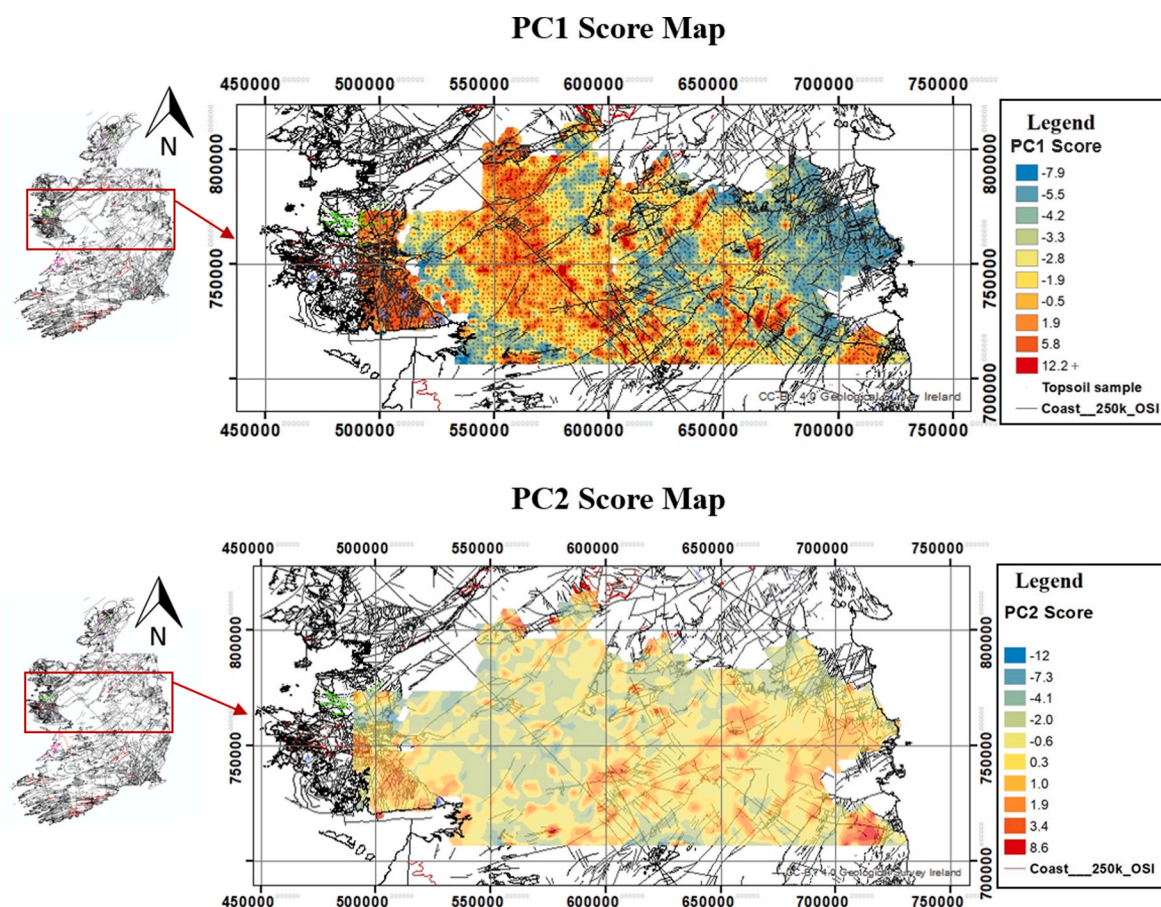 PC1 Score Map
450000 500000 550000 600000 650000 700000 750000
N
800000
750000
700000
CC-BY 4.0 Geological Survey Ireland
450000 500000 550000 600000 650000 700000 750000
800000
750000
700000
Legend
PC1 Score
-7.9
-5.5
-4.2
-3.3
-2.8
-1.9
-0.5
1.9
5.8
12.2 +
Topsoil sample
Coast__250k_OSI
PC2 Score Map
450000 500000 550000 600000 650000 700000 750000
N
800000
750000
700000
CC-BY 4.0 Geological Survey Ireland
450000 500000 550000 600000 650000 700000 750000
800000
750000
700000
Legend
PC2 Score
-12
-7.3
-4.1
-2.0
-0.6
0.3
1.0
1.9
3.4
8.6
Coast___250k_OSI